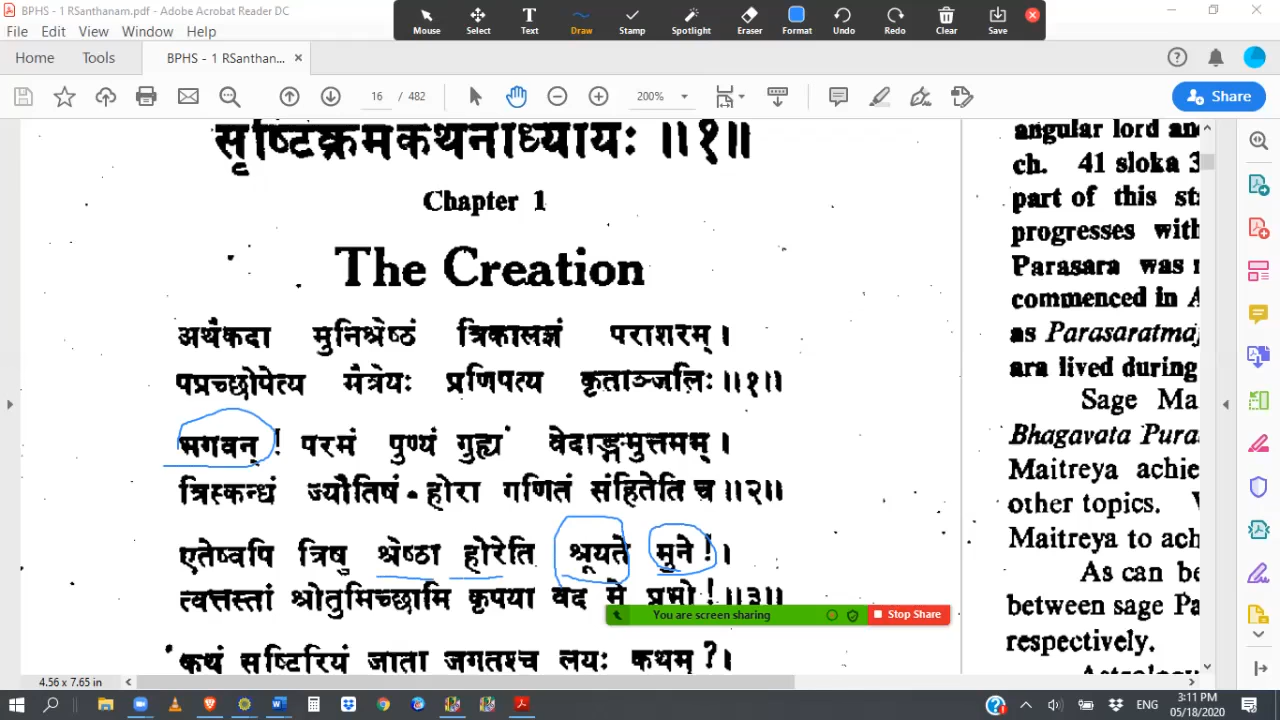 BPHS - 1 RSanthanam.pdf - Adobe Acrobat Reader DC
File Edit View Window Help
Mouse Select Text Draw Stamp Spotlight Eraser Format Undo Redo Clear Save
Home Tools BPHS - 1 RSanthan... ×
16 / 482 200% Share
सृष्टिक्रमकथनाध्यायः ॥१॥
Chapter 1
The Creation
अथैकदा मुनिश्रेष्ठं त्रिकालज्ञं पराशरम् ।
पप्रच्छोपेत्य मैत्रेयः प्रणिपत्य कृताञ्जलिः ॥१॥
भगवन् ! परमं पुण्यं गुह्यं वेदाङ्गमुत्तमम् ।
त्रिस्कन्धं ज्यौतिषं होरा गणितं संहितेति च ॥२॥
एतेष्वपि त्रिषु श्रेष्ठा होरेति श्रूयते मुने ! ।
त्वत्तस्तां श्रोतुमिच्छामि कृपया वद मे प्रभो ! ॥३॥
You are screen sharing Stop Share
कथं सृष्टिरियं जाता जगतश्च लयः कथम् ? ।
angular lord an
ch. 41 sloka 3
part of this st
progresses with
Parasara was
commenced in
as Parasaratmaj
ara lived during
Sage Ma
Bhagavata Pura
Maitreya achie
other topics.
Maitreya to ach
As can be
between sage Pa
respectively.
4.56 x 7.65 in
ENG
3:11 PM
05/18/2020